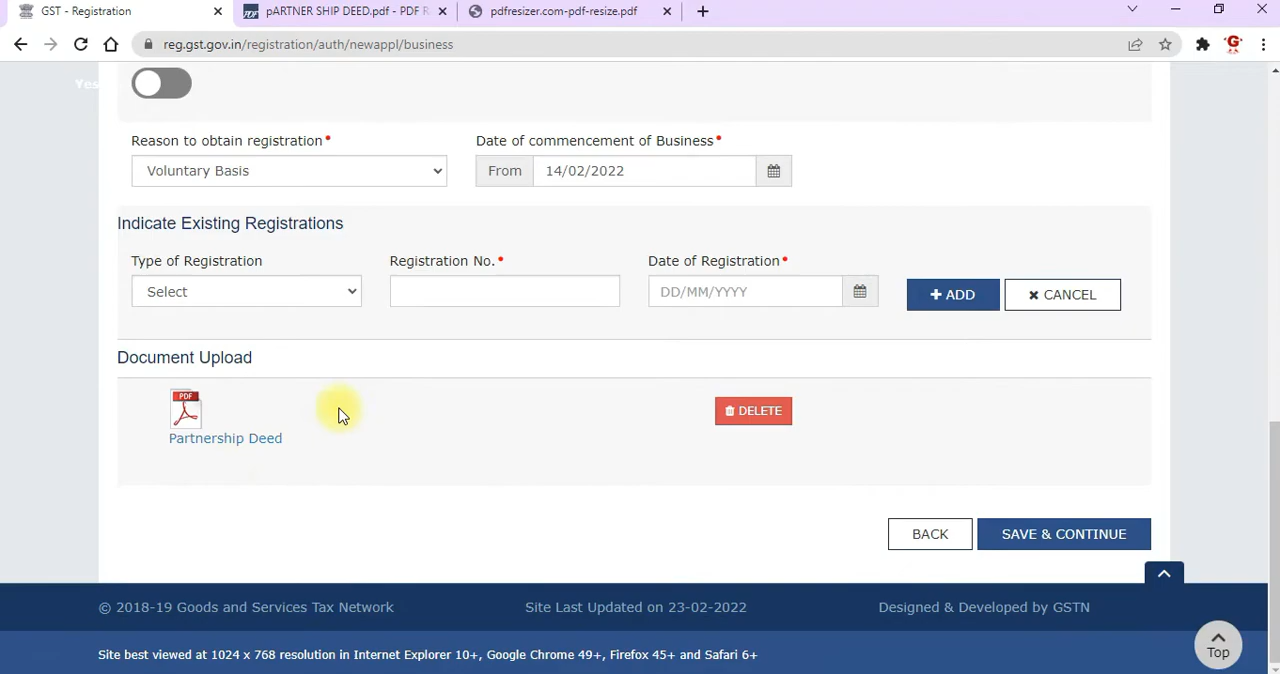 GST - Registration
pARTNER SHIP DEED.pdf - PDF R
pdfresizer.com-pdf-resize.pdf
reg.gst.gov.in/registration/auth/newappl/business
Yes
Reason to obtain registration*
Date of commencement of Business*
Voluntary Basis
From
14/02/2022
Indicate Existing Registrations
Type of Registration
Registration No.*
Date of Registration*
Select
DD/MM/YYYY
ADD
CANCEL
Document Upload
PDF
Partnership Deed
DELETE
BACK
SAVE & CONTINUE
© 2018-19 Goods and Services Tax Network
Site Last Updated on 23-02-2022
Designed & Developed by GSTN
Site best viewed at 1024 x 768 resolution in Internet Explorer 10+, Google Chrome 49+, Firefox 45+ and Safari 6+
Top